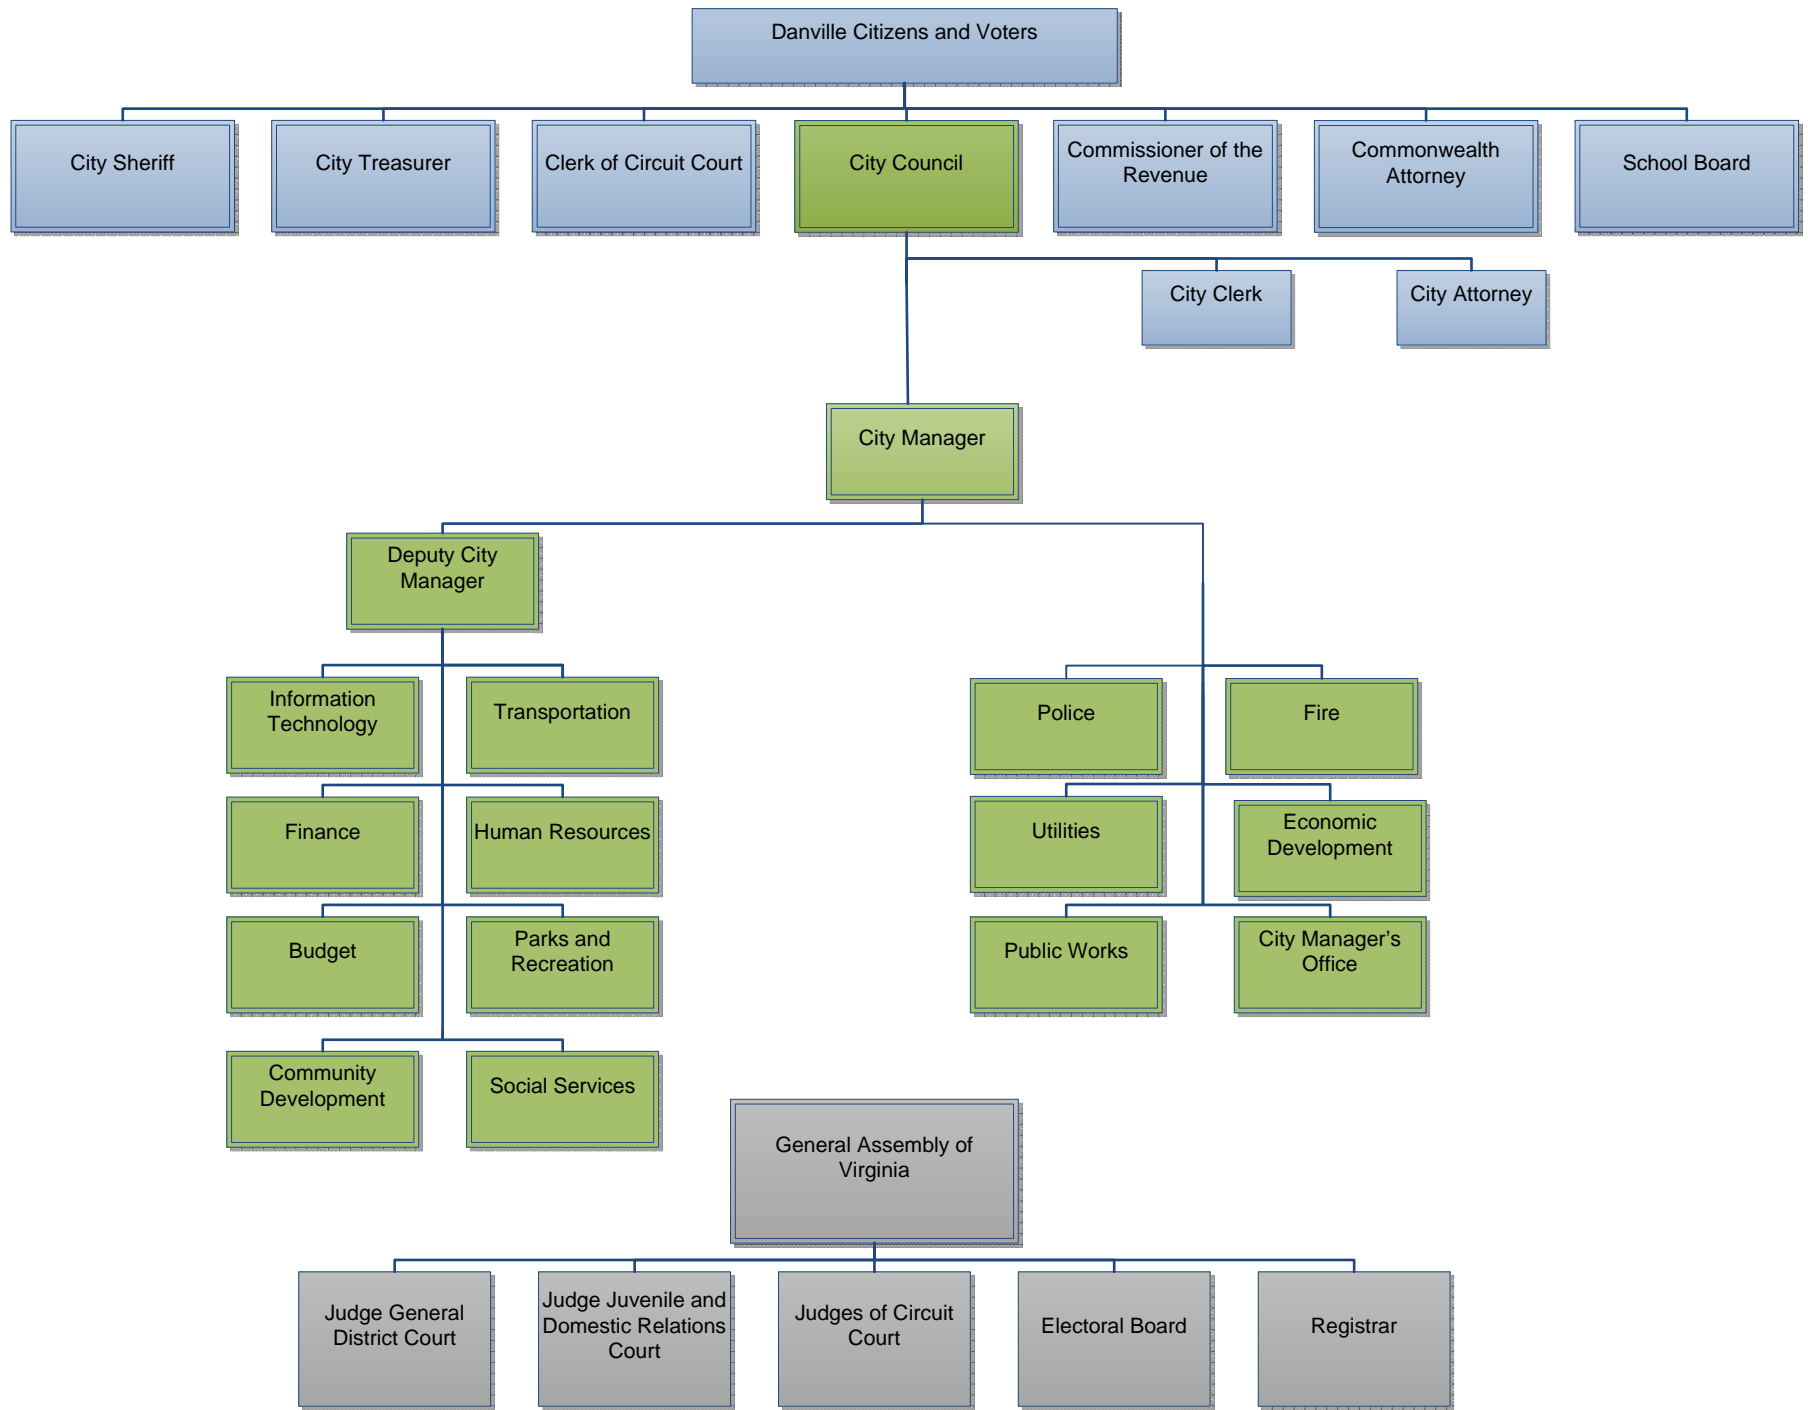 Danville Citizens and Voters
City Sheriff
City Treasurer
Clerk of Circuit Court
City Council
Commissioner of the
Revenue
Commonwealth
Attorney
School Board
City Clerk
City Attorney
City Manager
Deputy City
Manager
Information
Technology
Transportation
Police
Fire
Finance
Human Resources
Utilities
Economic
Development
Budget
Parks and
Recreation
Public Works
City Manager’s
Office
Community
Development
Social Services
General Assembly of
Virginia
Judge General
District Court
Judge Juvenile and
Domestic Relations
Court
Judges of Circuit
Court
Electoral Board
Registrar